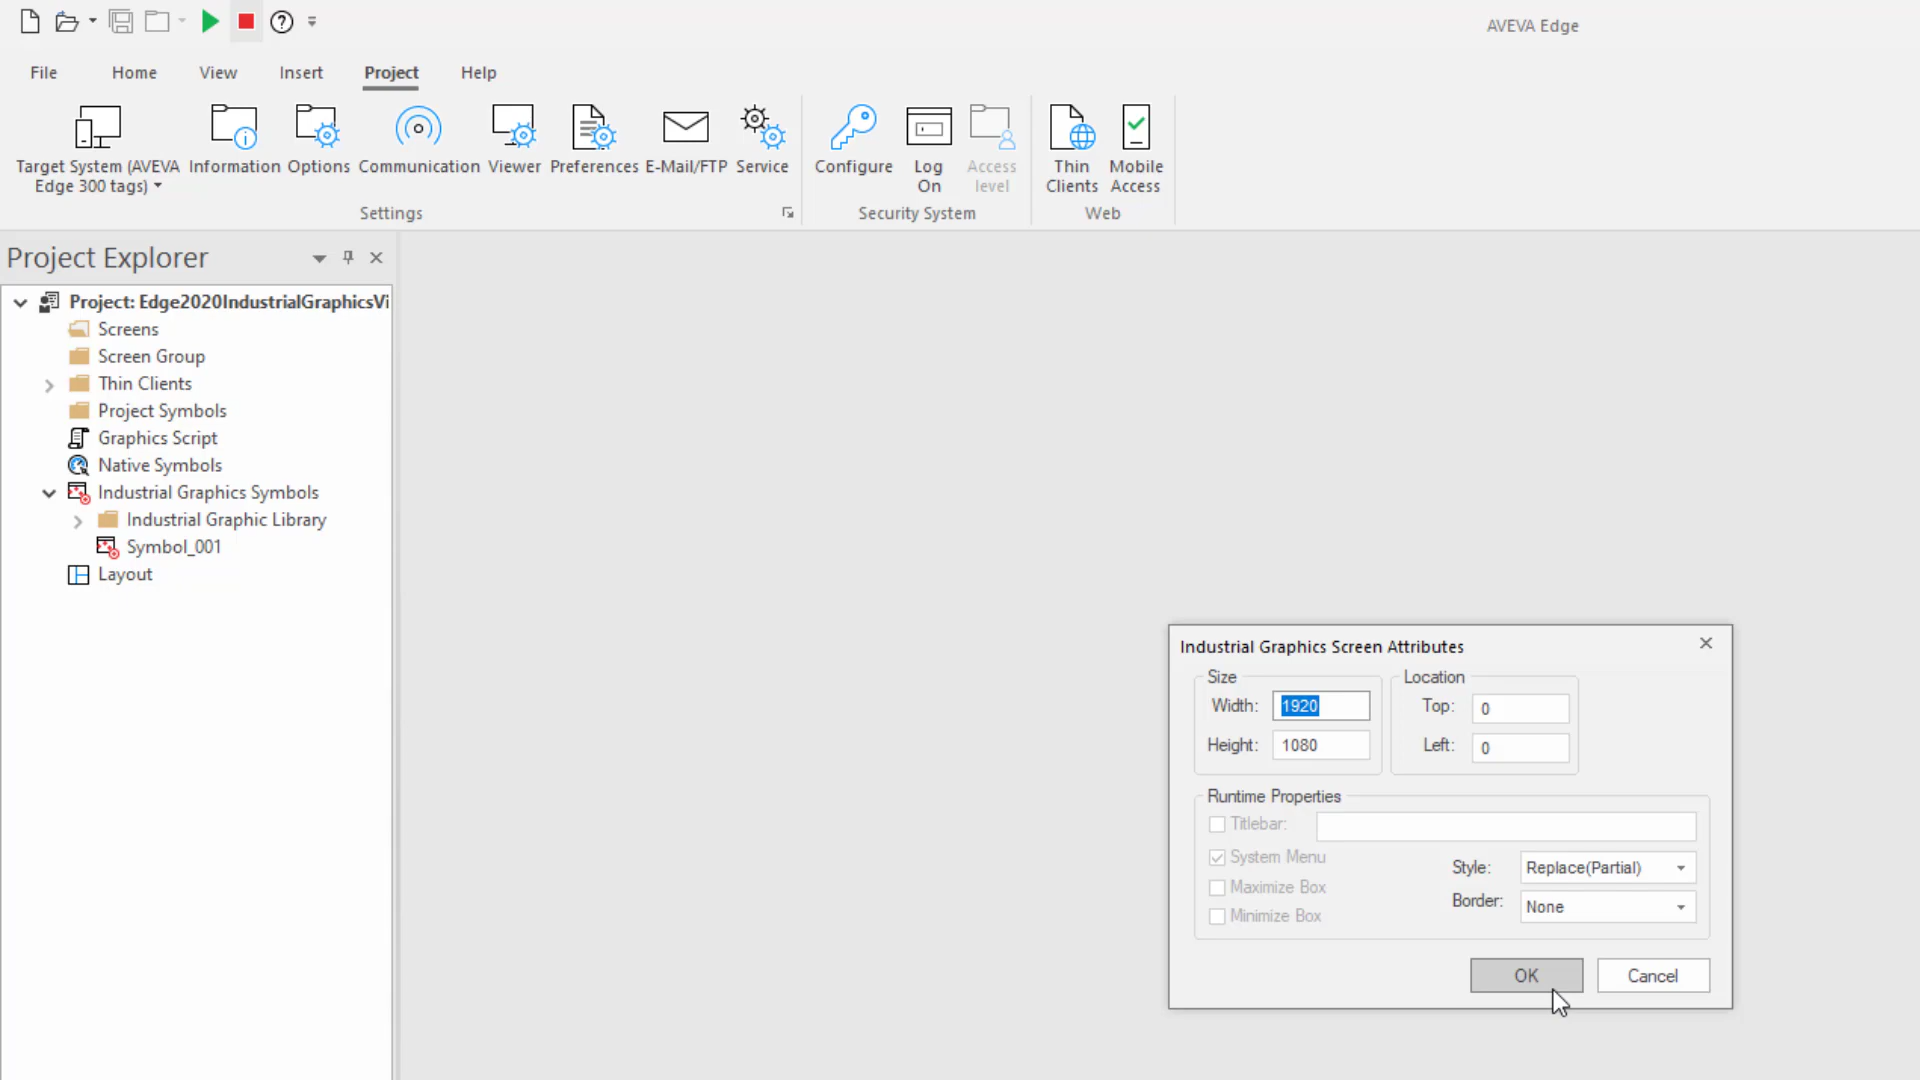 AVEVA Edge
File Home View Insert Project Help
Target System (AVEVA Edge 300 tags)
Information
Options
Communication
Viewer
Preferences
E-Mail/FTP
Service
Configure
Log On
Access level
Thin Clients
Mobile Access
Settings
Security System
Web
Project Explorer
Project: Edge2020IndustrialGraphicsVi
Screens
Screen Group
Thin Clients
Project Symbols
Graphics Script
Native Symbols
Industrial Graphics Symbols
Industrial Graphic Library
Symbol_001
Layout
Industrial Graphics Screen Attributes
Size
Width: 1920
Height: 1080
Location
Top: 0
Left: 0
Runtime Properties
Titlebar:
System Menu
Maximize Box
Minimize Box
Style: Replace(Partial)
Border: None
OK
Cancel